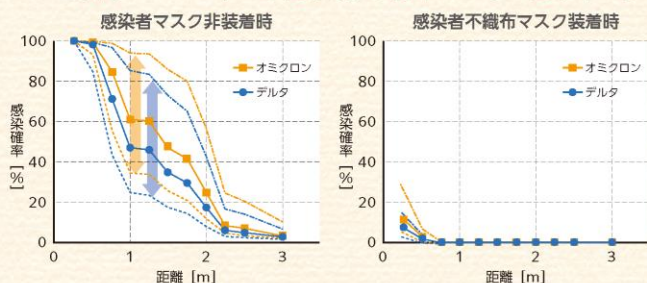 感染者マスク非装着時
100
80
60
40
20
0
感染確率
[%]
オミクロン
デルタ
0
1
2
3
距離 [m]
感染者不織布マスク装着時
100
80
60
40
20
0
感染確率
[%]
オミクロン
デルタ
0
1
2
3
距離 [m]